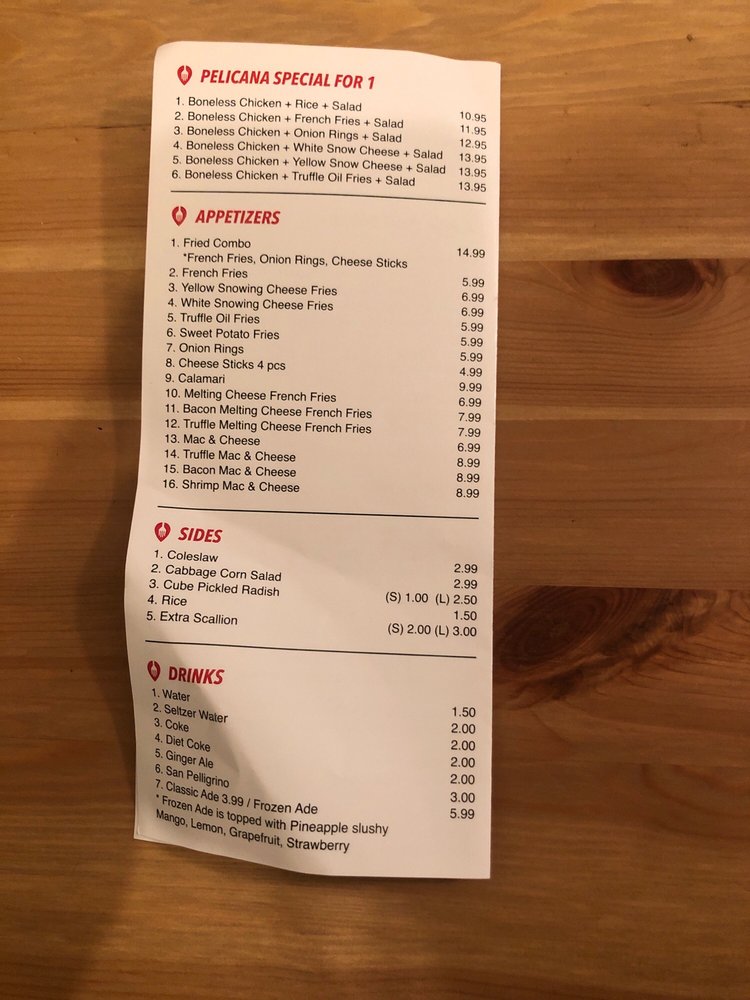 PELICANA SPECIAL FOR 1
1. Boneless Chicken + Rice + Salad 10.95
2. Boneless Chicken + French Fries + Salad 11.95
3. Boneless Chicken + Onion Rings + Salad 12.95
4. Boneless Chicken + White Snow Cheese + Salad 13.95
5. Boneless Chicken + Yellow Snow Cheese + Salad 13.95
6. Boneless Chicken + Truffle Oil Fries + Salad 13.95
APPETIZERS
1. Fried Combo 14.99
*French Fries, Onion Rings, Cheese Sticks
2. French Fries 5.99
3. Yellow Snowing Cheese Fries 6.99
4. White Snowing Cheese Fries 6.99
5. Truffle Oil Fries 5.99
6. Sweet Potato Fries 5.99
7. Onion Rings 5.99
8. Cheese Sticks 4 pcs 4.99
9. Calamari 9.99
10. Melting Cheese French Fries 6.99
11. Bacon Melting Cheese French Fries 7.99
12. Truffle Melting Cheese French Fries 7.99
13. Mac & Cheese 6.99
14. Truffle Mac & Cheese 8.99
15. Bacon Mac & Cheese 8.99
16. Shrimp Mac & Cheese 8.99
SIDES
1. Coleslaw 2.99
2. Cabbage Corn Salad 2.99
3. Cube Pickled Radish (S) 1.00 (L) 2.50
4. Rice 1.50
5. Extra Scallion (S) 2.00 (L) 3.00
DRINKS
1. Water 1.50
2. Seltzer Water 2.00
3. Coke 2.00
4. Diet Coke 2.00
5. Ginger Ale 2.00
6. San Pelligrino 3.00
7. Classic Ade 3.99 / Frozen Ade 5.99
* Frozen Ade is topped with Pineapple slushy
Mango, Lemon, Grapefruit, Strawberry